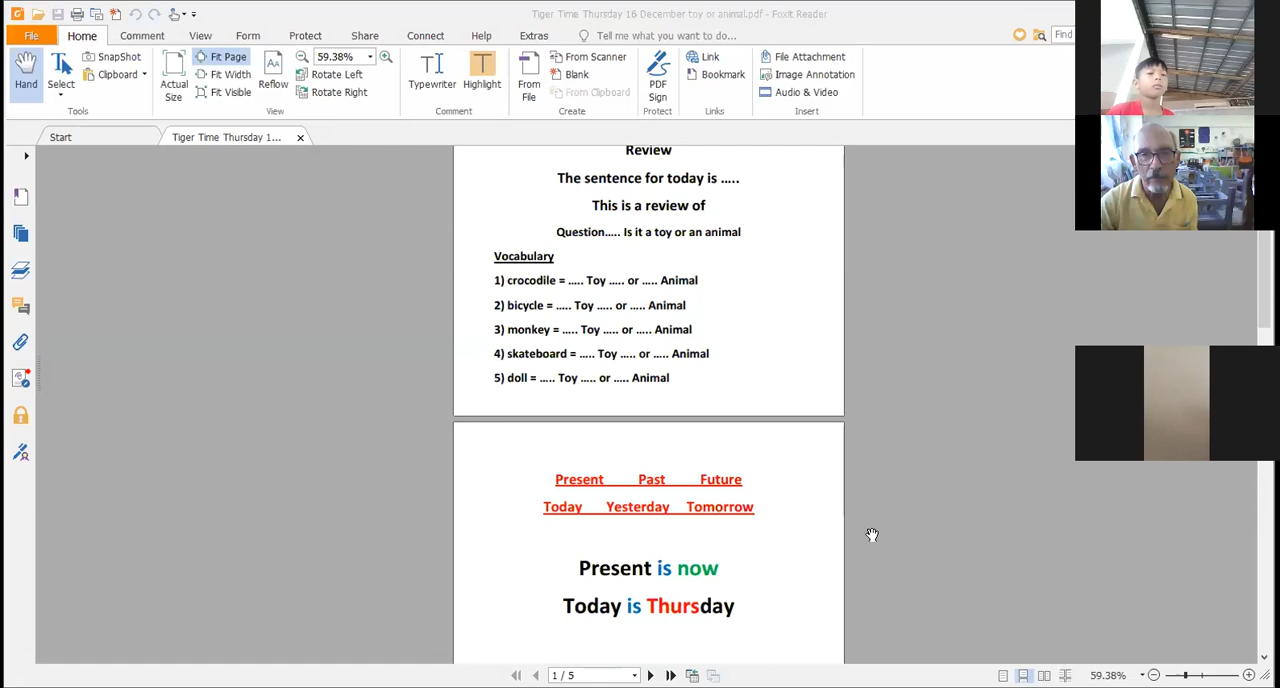 Tiger Time Thursday 16 December toy or animal.pdf - Foxit Reader
File Home Comment View Form Protect Share Connect Help Extras Tell me what you want to do... Find
Hand Select SnapShot Clipboard Actual Size Fit Page Fit Width Fit Visible Reflow 59.38% Rotate Left Rotate Right Typewriter Highlight From File From Scanner Blank From Clipboard PDF Sign Link Bookmark File Attachment Image Annotation Audio & Video
Tools View Comment Create Protect Links Insert
Start Tiger Time Thursday 1...
Review
The sentence for today is .....
This is a review of
Question..... Is it a toy or an animal
Vocabulary
1) crocodile = ..... Toy ..... or ..... Animal
2) bicycle = ..... Toy ..... or ..... Animal
3) monkey = ..... Toy ..... or ..... Animal
4) skateboard = ..... Toy ..... or ..... Animal
5) doll = ..... Toy ..... or ..... Animal
Present Past Future
Today Yesterday Tomorrow
Present is now
Today is Thursday
1 / 5 59.38%